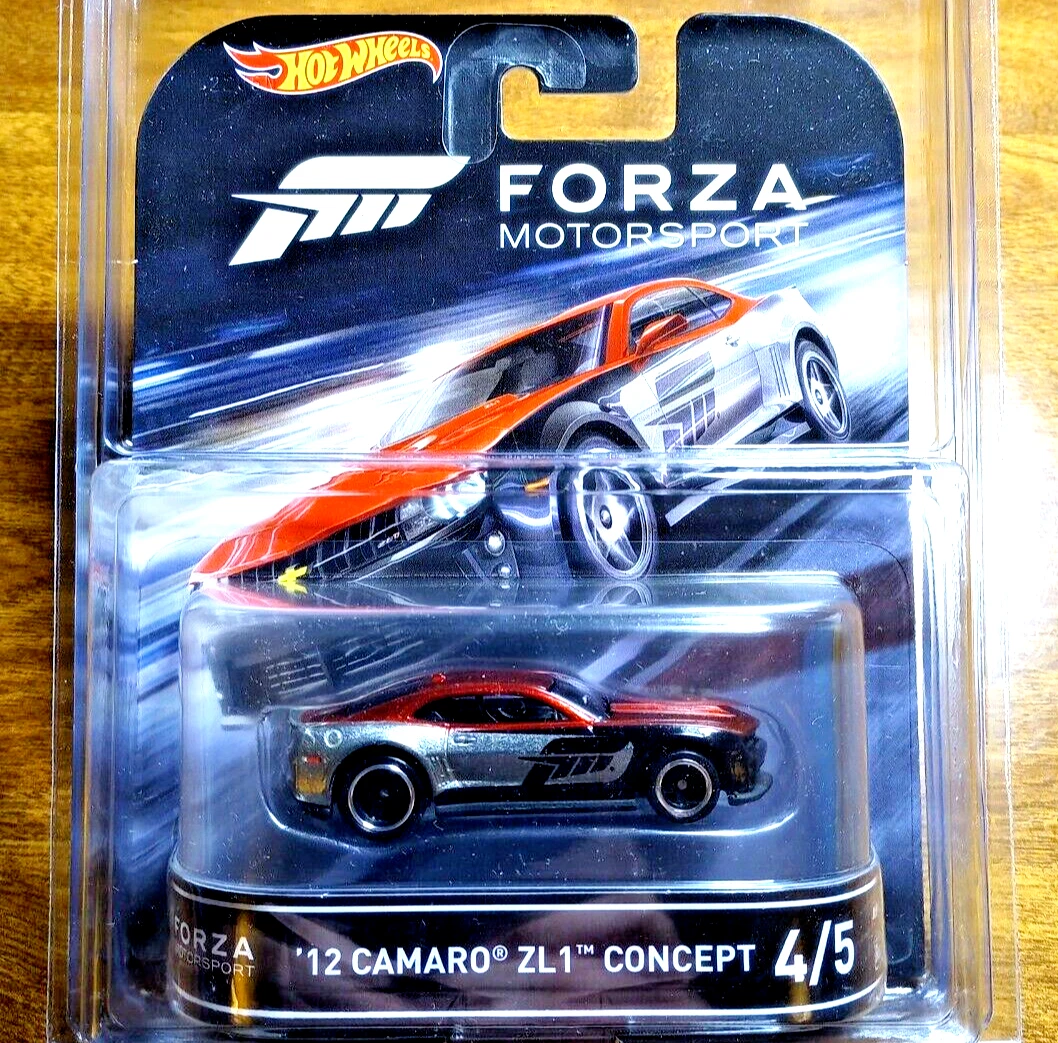 HOT WHEELS
FORZA
MOTORSPORT
FORZA
MOTORSPORT
'12 CAMARO® ZL1™ CONCEPT 4/5